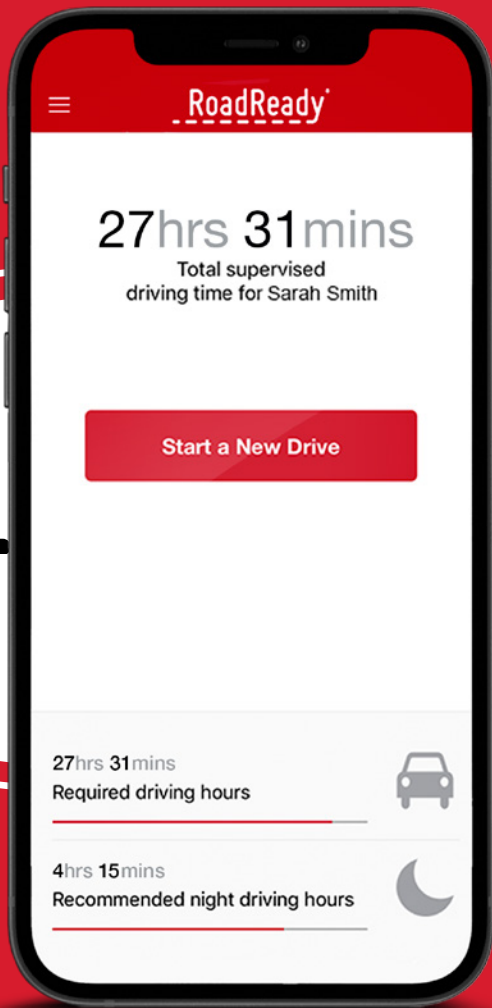 RoadReady
27hrs 31mins
Total supervised
driving time for Sarah Smith
Start a New Drive
27hrs 31mins
Required driving hours
4hrs 15mins
Recommended night driving hours